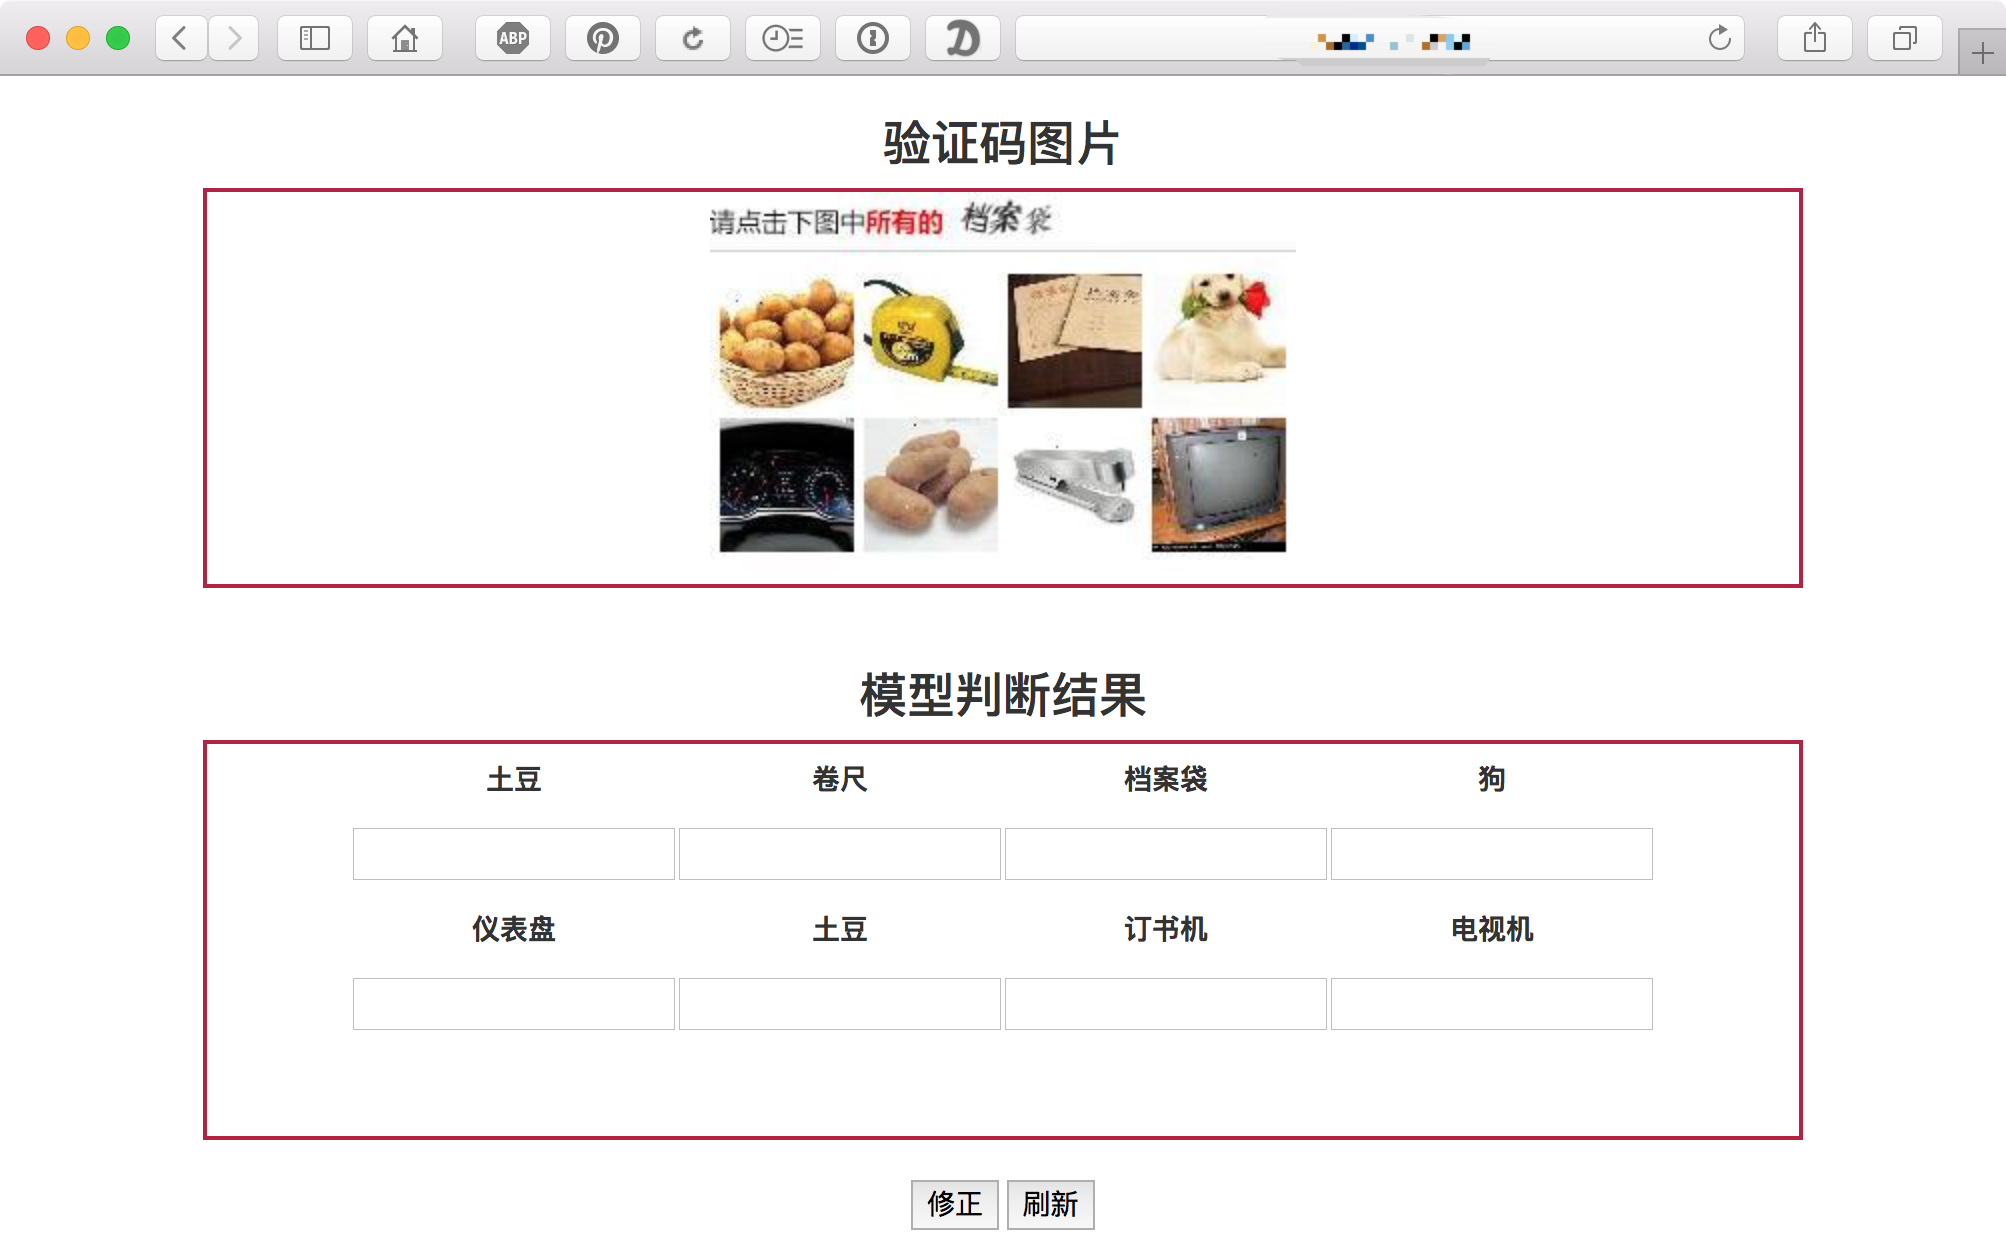 ABP
验证码图片
请点击下图中所有的 档案袋
模型判断结果
土豆 卷尺 档案袋 狗
仪表盘 土豆 订书机 电视机
修正 刷新